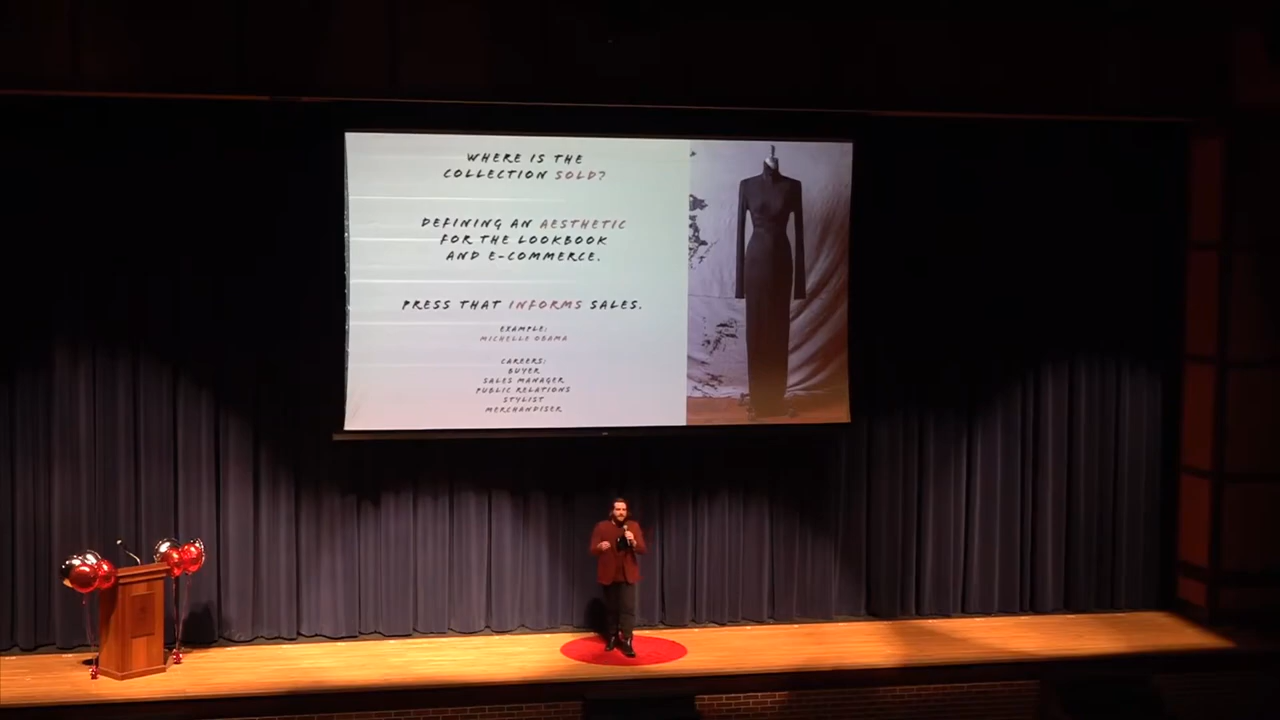 WHERE IS THE
COLLECTION SOLD?
DEFINING AN AESTHETIC
FOR THE LOOKBOOK
AND E-COMMERCE.
PRESS THAT INFORMS SALES.
EXAMPLE:
MICHELLE OBAMA
CAREERS:
BUYER
SALES MANAGER
PUBLIC RELATIONS
STYLIST
MERCHANDISER